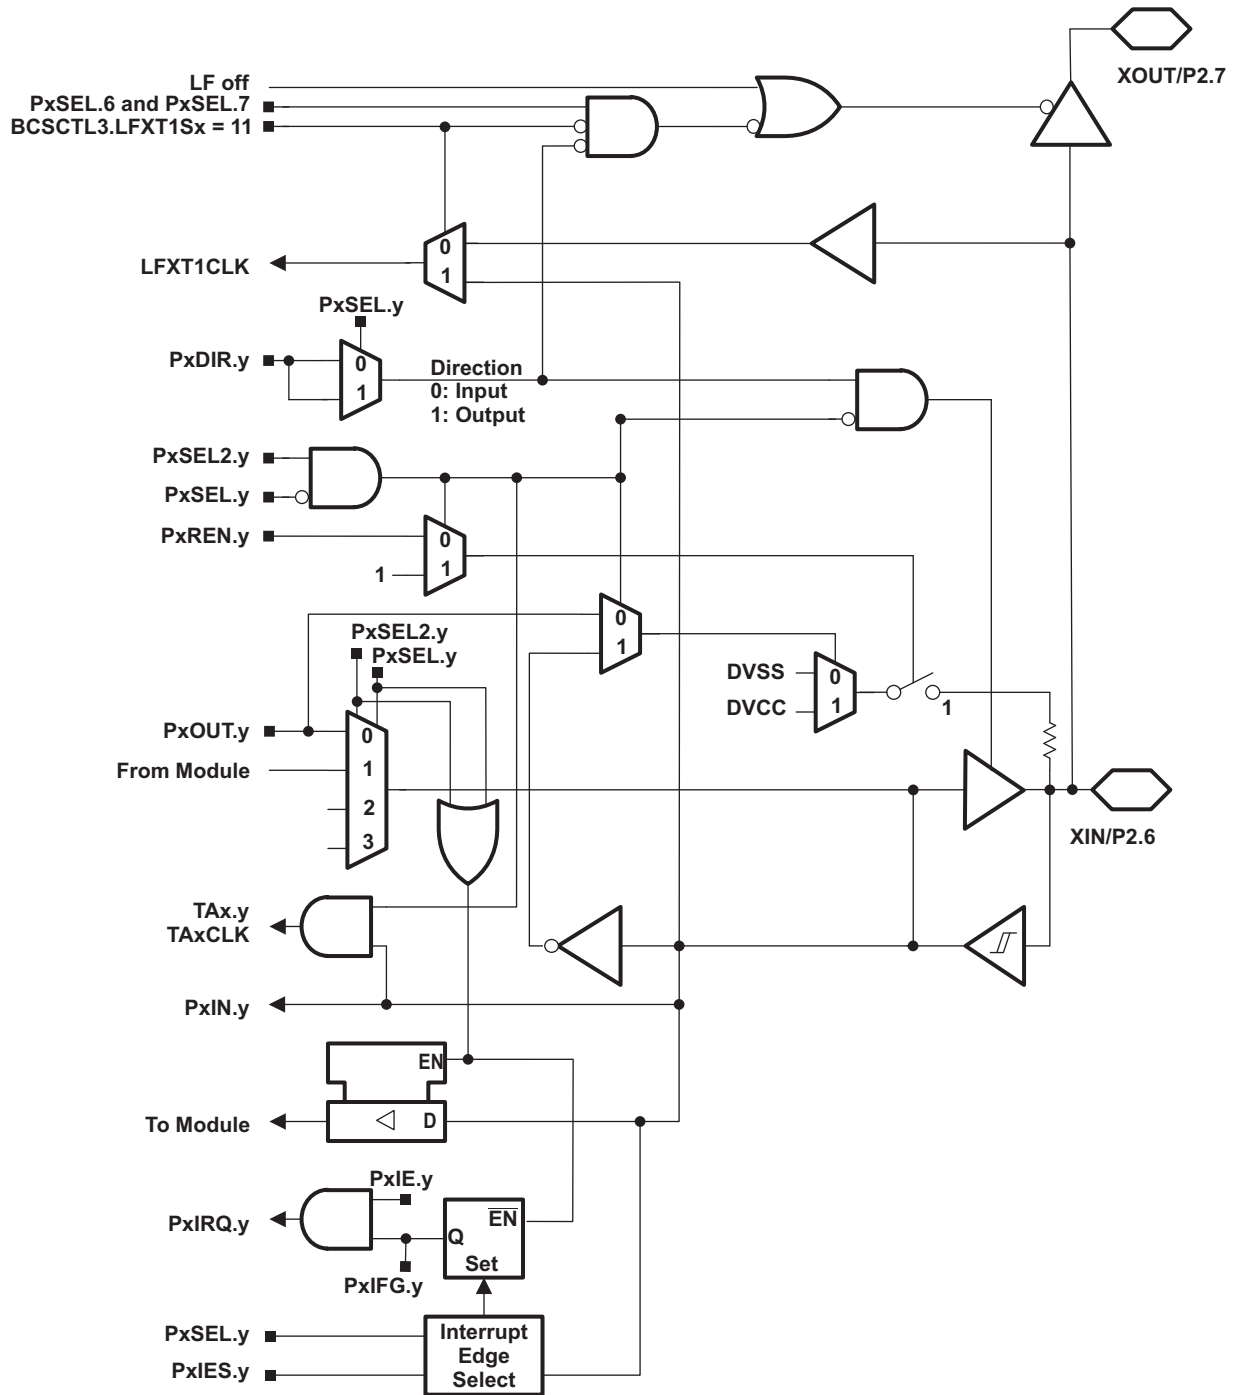 LF off
PxSEL.6 and PxSEL.7
BCSCTL3.LFXT1Sx = 11
XOUT/P2.7
0
1
LFXT1CLK
PxSEL.y
PxDIR.y
0
1
Direction
0: Input
1: Output
PxSEL2.y
PxSEL.y
PxREN.y
0
1
1
0
1
PxSEL2.y
PxSEL.y
DVSS
DVCC
0
1
1
PxOUT.y
From Module
0
1
2
3
XIN/P2.6
TAx.y
TAxCLK
PxIN.y
EN
D
To Module
PxIE.y
PxIRQ.y
EN
Q
Set
PxIFG.y
PxSEL.y
PxIES.y
Interrupt
Edge
Select